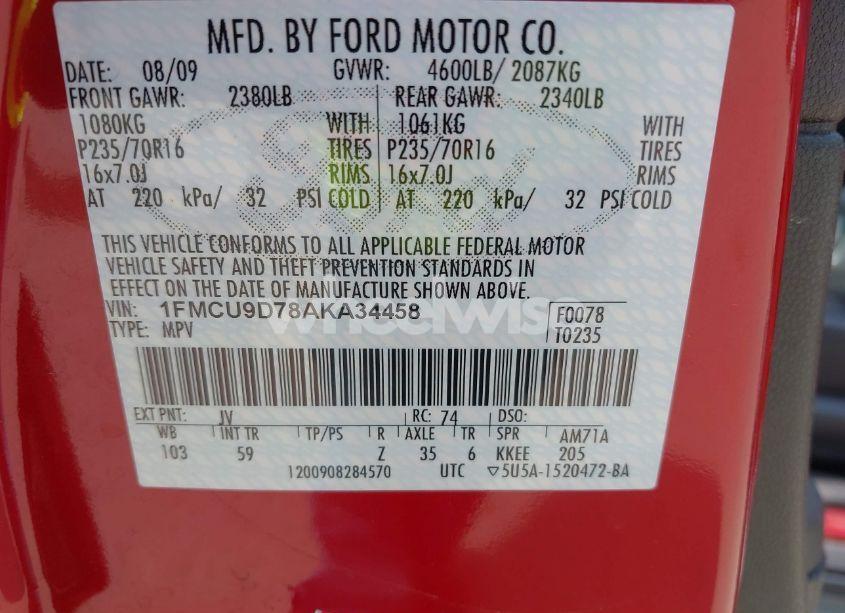 MFD. BY FORD MOTOR CO.
DATE: 08/09 GVWR: 4600LB/ 2087KG
FRONT GAWR: 2380LB REAR GAWR: 2340LB
1080KG WITH 1061KG WITH
P235/70R16 TIRES P235/70R16 TIRES
16x7.0J RIMS 16x7.0J RIMS
AT 220 kPa/ 32 PSI COLD AT 220 kPa/ 32 PSI COLD
THIS VEHICLE CONFORMS TO ALL APPLICABLE FEDERAL MOTOR
VEHICLE SAFETY AND THEFT PREVENTION STANDARDS IN
EFFECT ON THE DATE OF MANUFACTURE SHOWN ABOVE.
VIN: 1FMCU9D78AKA34458 F0078
TYPE: MPV T0235
wheelwise
EXT PNT: JV RC: 74 DSO:
WB INT TR TP/PS R AXLE TR SPR AM71A
103 59 Z 35 6 KKEE 205
1200908284570 UTC ▽5U5A-1520472-BA